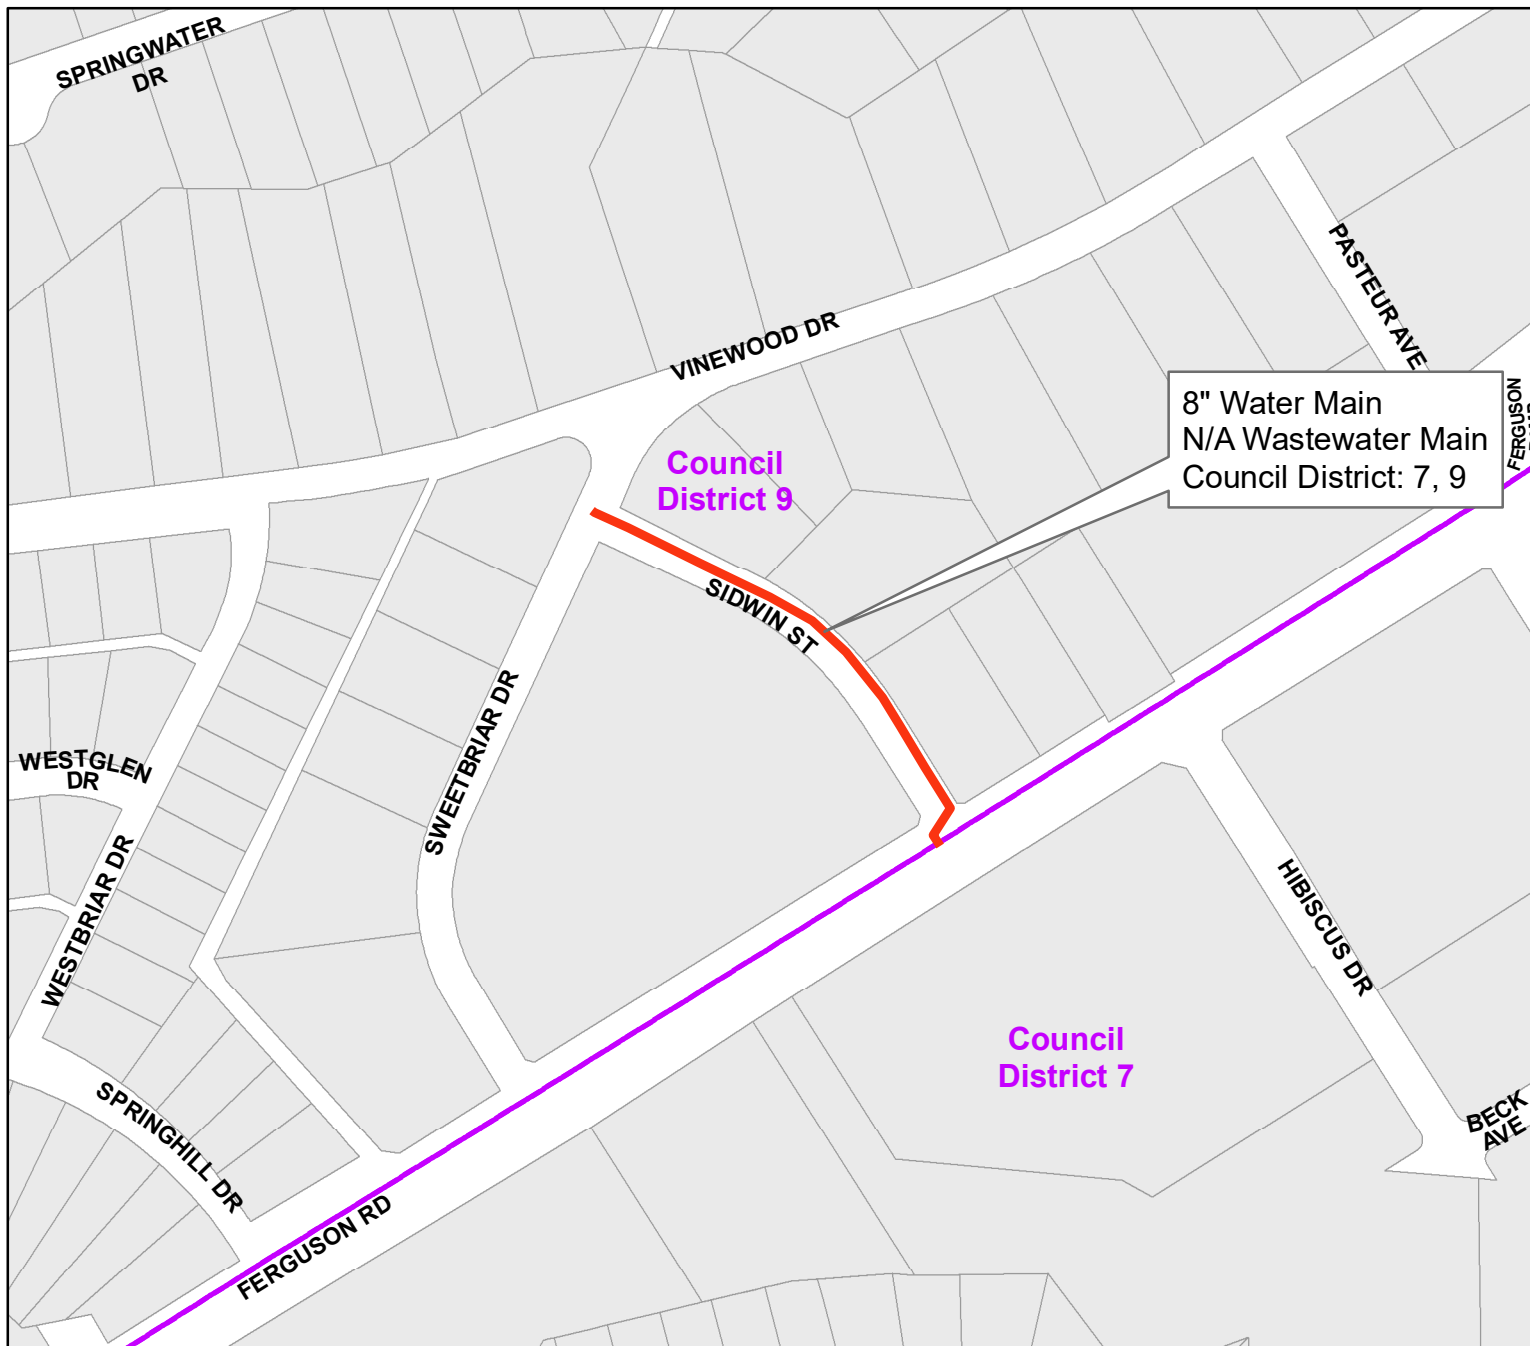 SPRINGWATER
DR
VINEWOOD DR
PASTEUR AVE
FERGUSON
8" Water Main
N/A Wastewater Main
Council District: 7, 9
Council
District 9
SIDWIN ST
SWEETBRIAR DR
WESTGLEN
DR
WESTBRIAR DR
HIBISCUS DR
Council
District 7
BECK
AVE
SPRINGHILL DR
FERGUSON RD